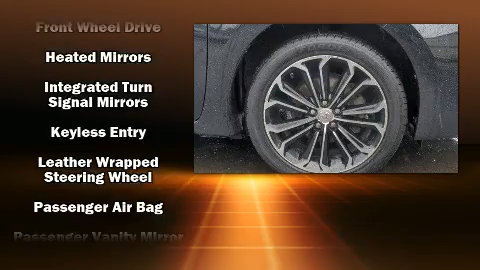 Front Wheel Drive
Heated Mirrors
Integrated Turn
Signal Mirrors
Keyless Entry
Leather Wrapped
Steering Wheel
Passenger Air Bag
Passenger Vanity Mirror